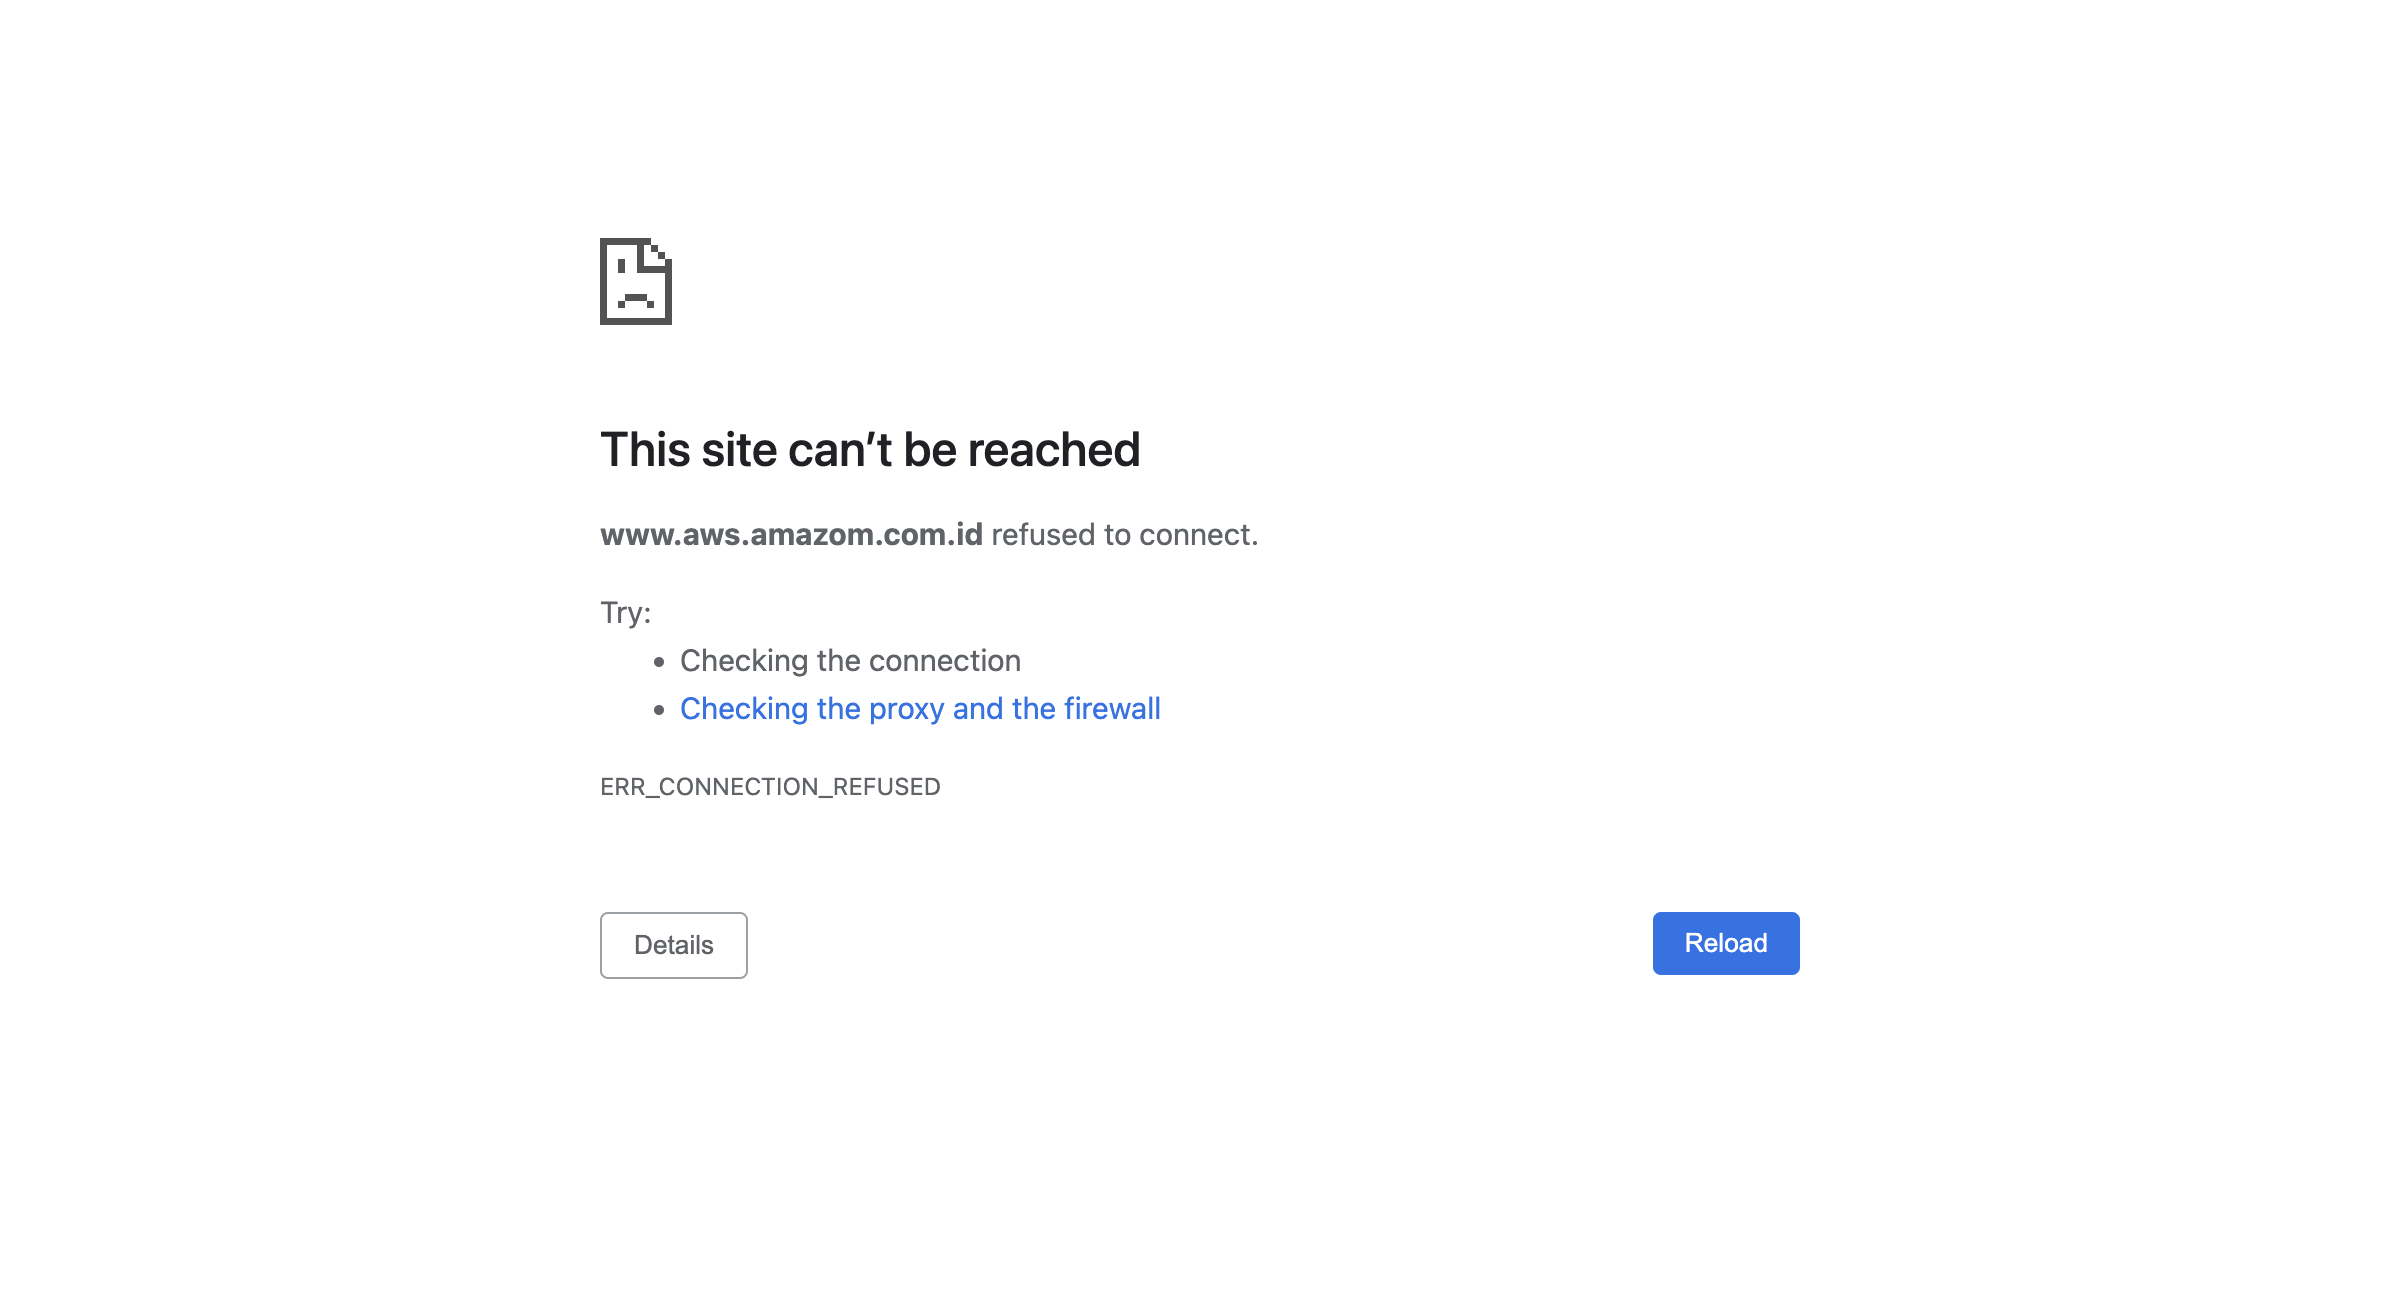 This site can’t be reached
www.aws.amazom.com.id refused to connect.
Try:
• Checking the connection
• Checking the proxy and the firewall
ERR_CONNECTION_REFUSED
Details
Reload